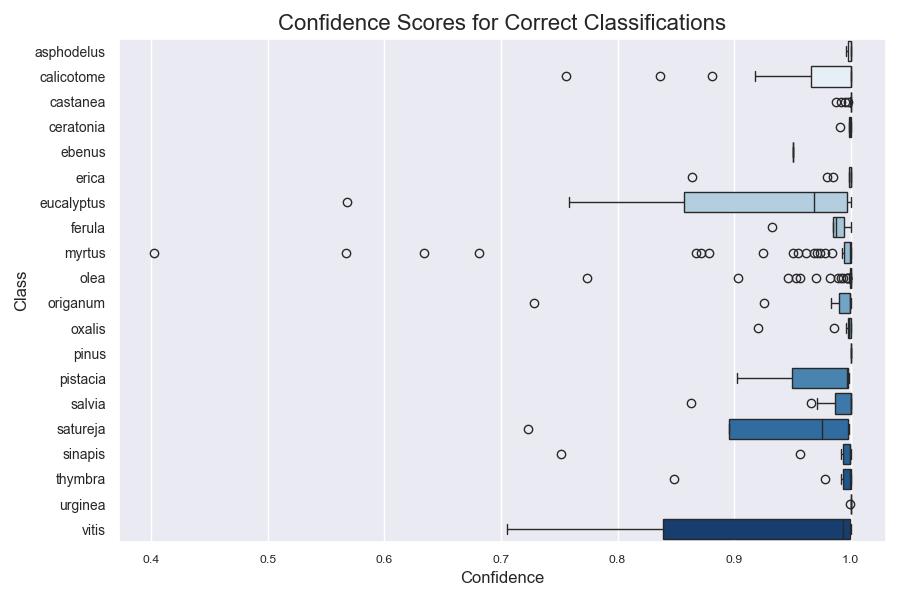 Confidence Scores for Correct Classifications
asphodelus
calicotome
castanea
ceratonia
ebenus
erica
eucalyptus
ferula
myrtus
olea
origanum
oxalis
pinus
pistacia
salvia
satureja
sinapis
thymbra
urginea
vitis
Class
0.4 0.5 0.6 0.7 0.8 0.9 1.0
Confidence